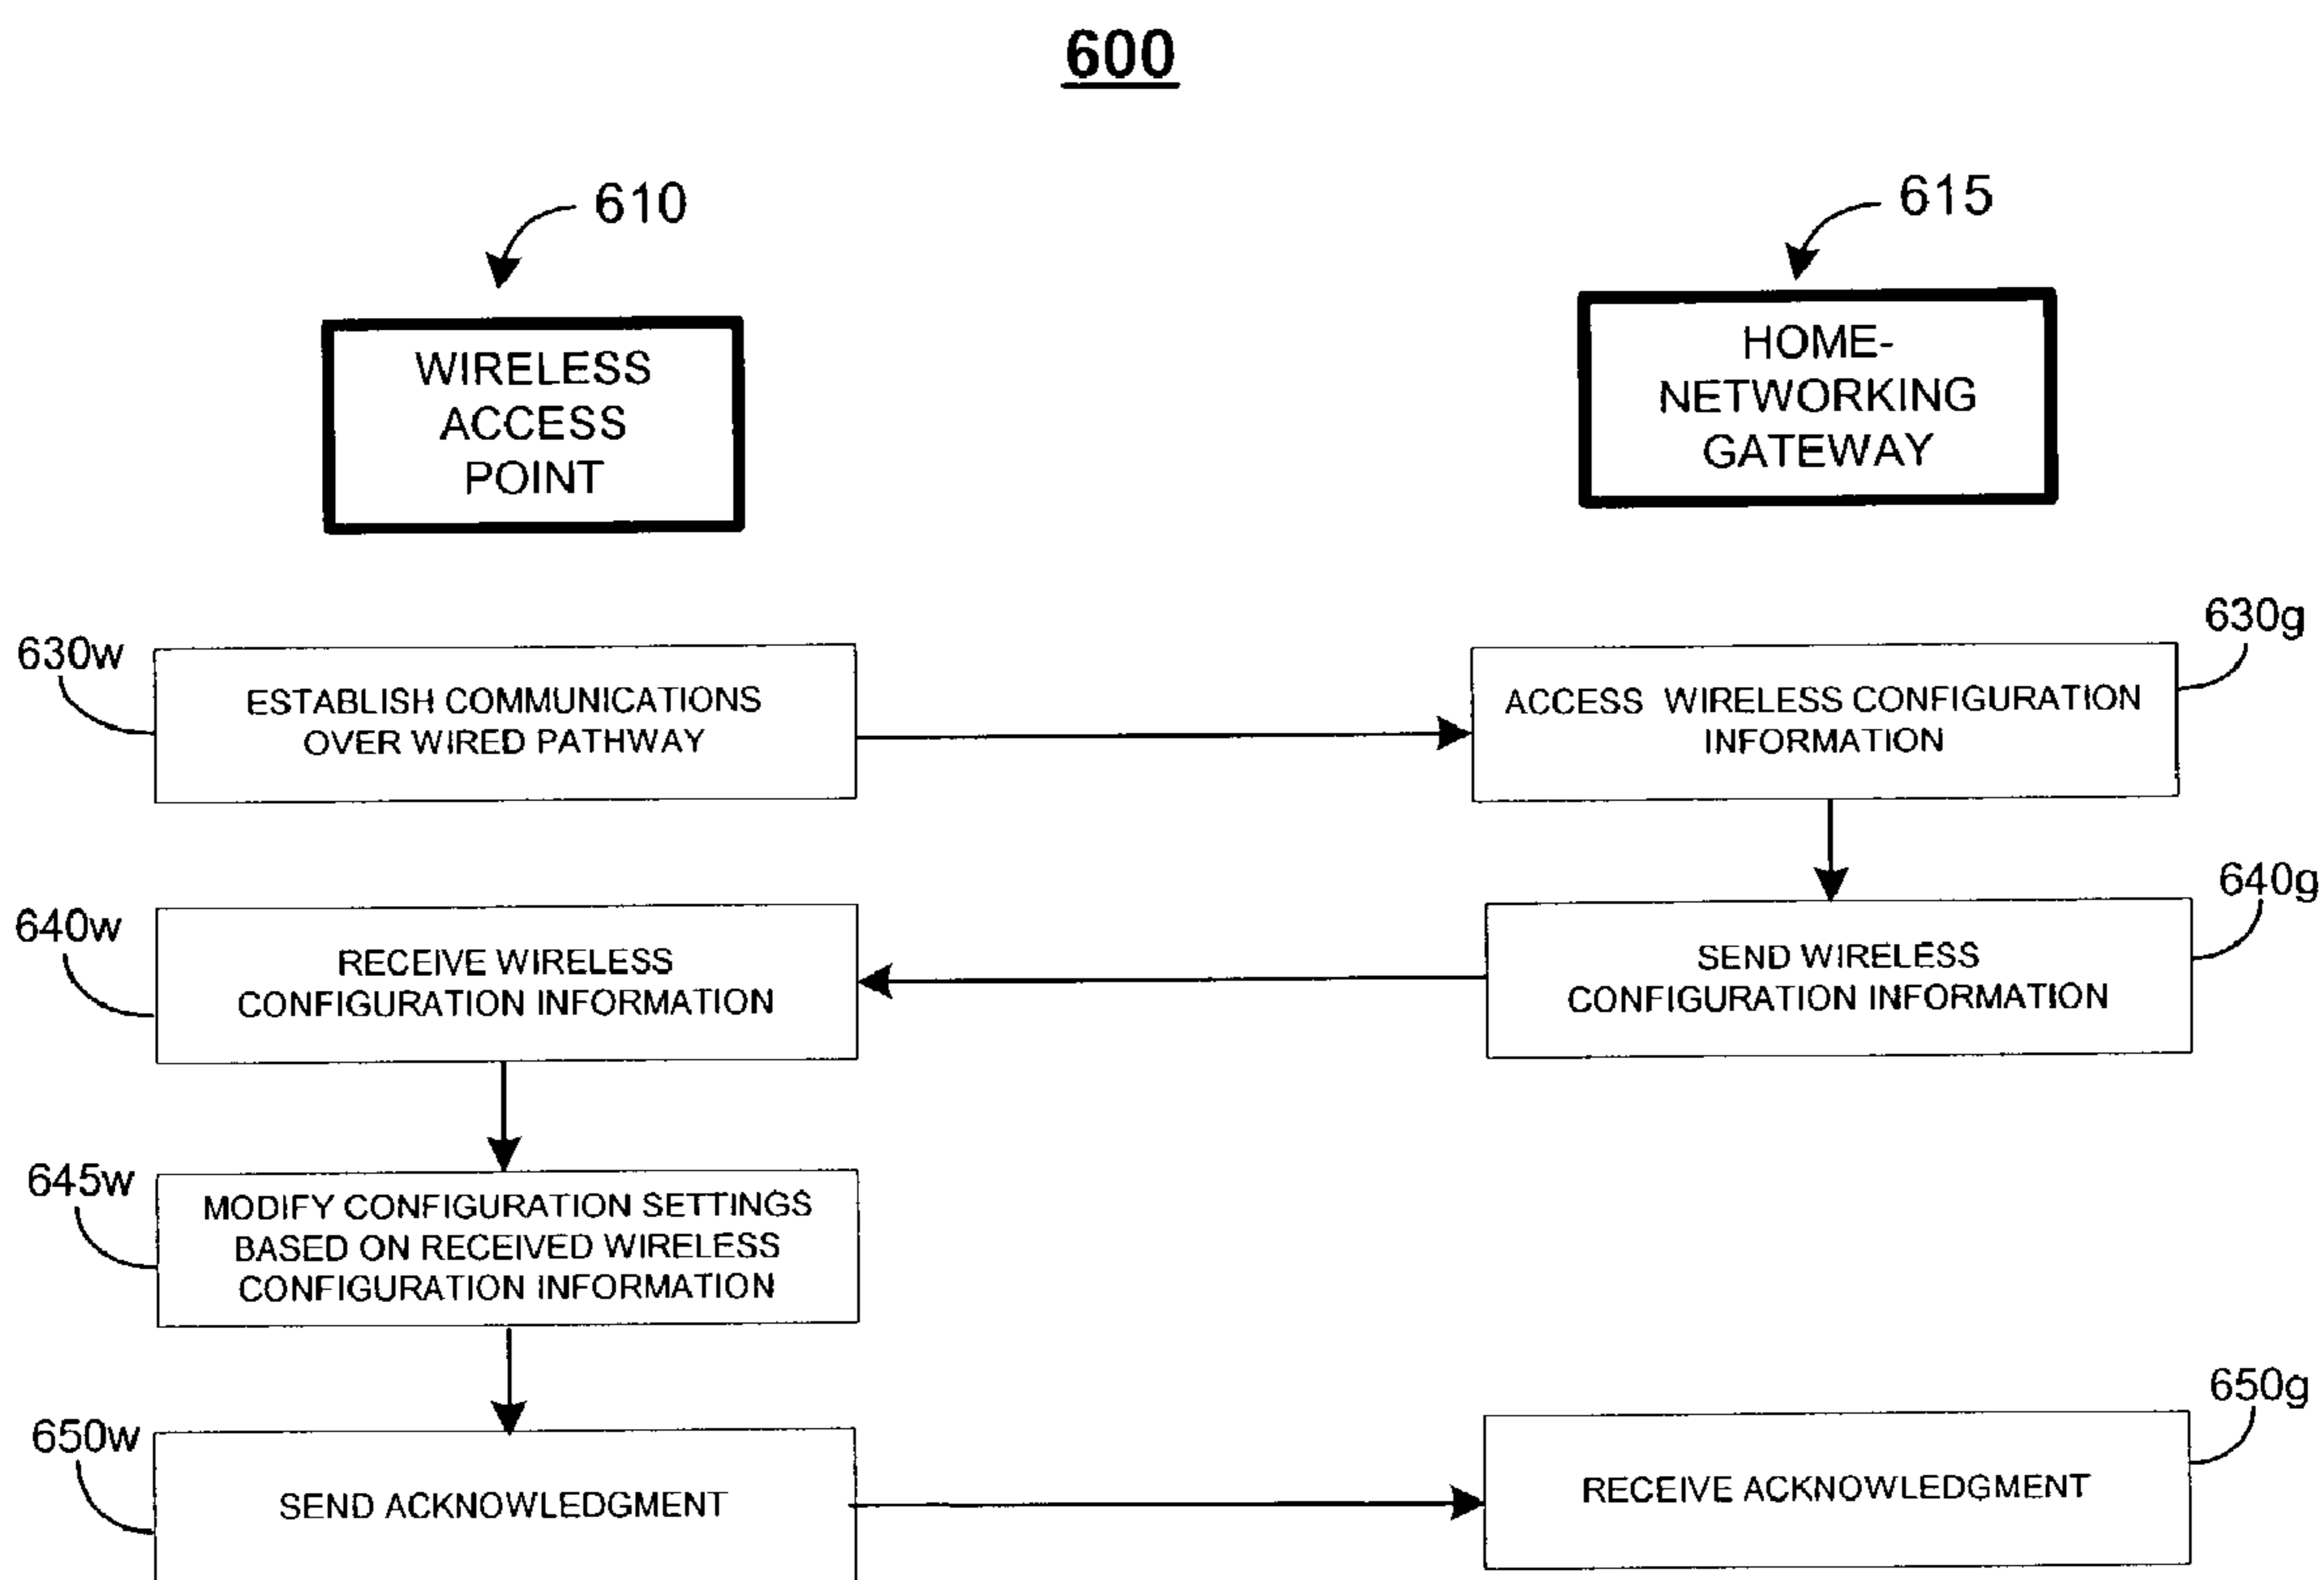 600
610
615
WIRELESS
ACCESS
POINT
HOME-
NETWORKING
GATEWAY
630w
ESTABLISH COMMUNICATIONS
OVER WIRED PATHWAY
630g
ACCESS WIRELESS CONFIGURATION
INFORMATION
640w
RECEIVE WIRELESS
CONFIGURATION INFORMATION
640g
SEND WIRELESS
CONFIGURATION INFORMATION
645w
MODIFY CONFIGURATION SETTINGS
BASED ON RECEIVED WIRELESS
CONFIGURATION INFORMATION
650w
SEND ACKNOWLEDGMENT
650g
RECEIVE ACKNOWLEDGMENT